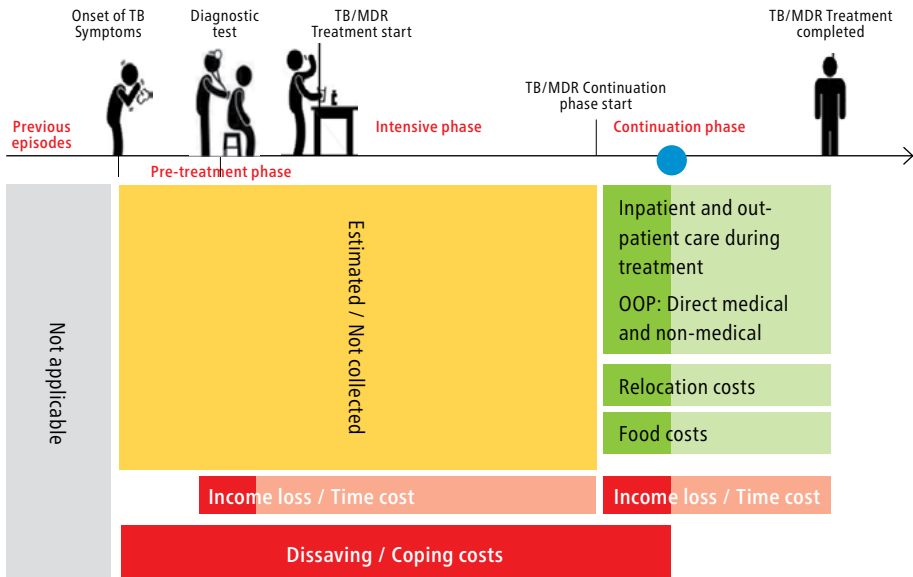 Onset of TB
Symptoms
Diagnostic
test
TB/MDR
Treatment start
TB/MDR Treatment
completed
TB/MDR Continuation
phase start
Previous
episodes
Intensive phase
Continuation phase
Pre-treatment phase
Not applicable
Estimated / Not collected
Inpatient and out-
patient care during
treatment
OOP: Direct medical
and non-medical
Relocation costs
Food costs
Income loss / Time cost
Income loss / Time cost
Dissaving / Coping costs